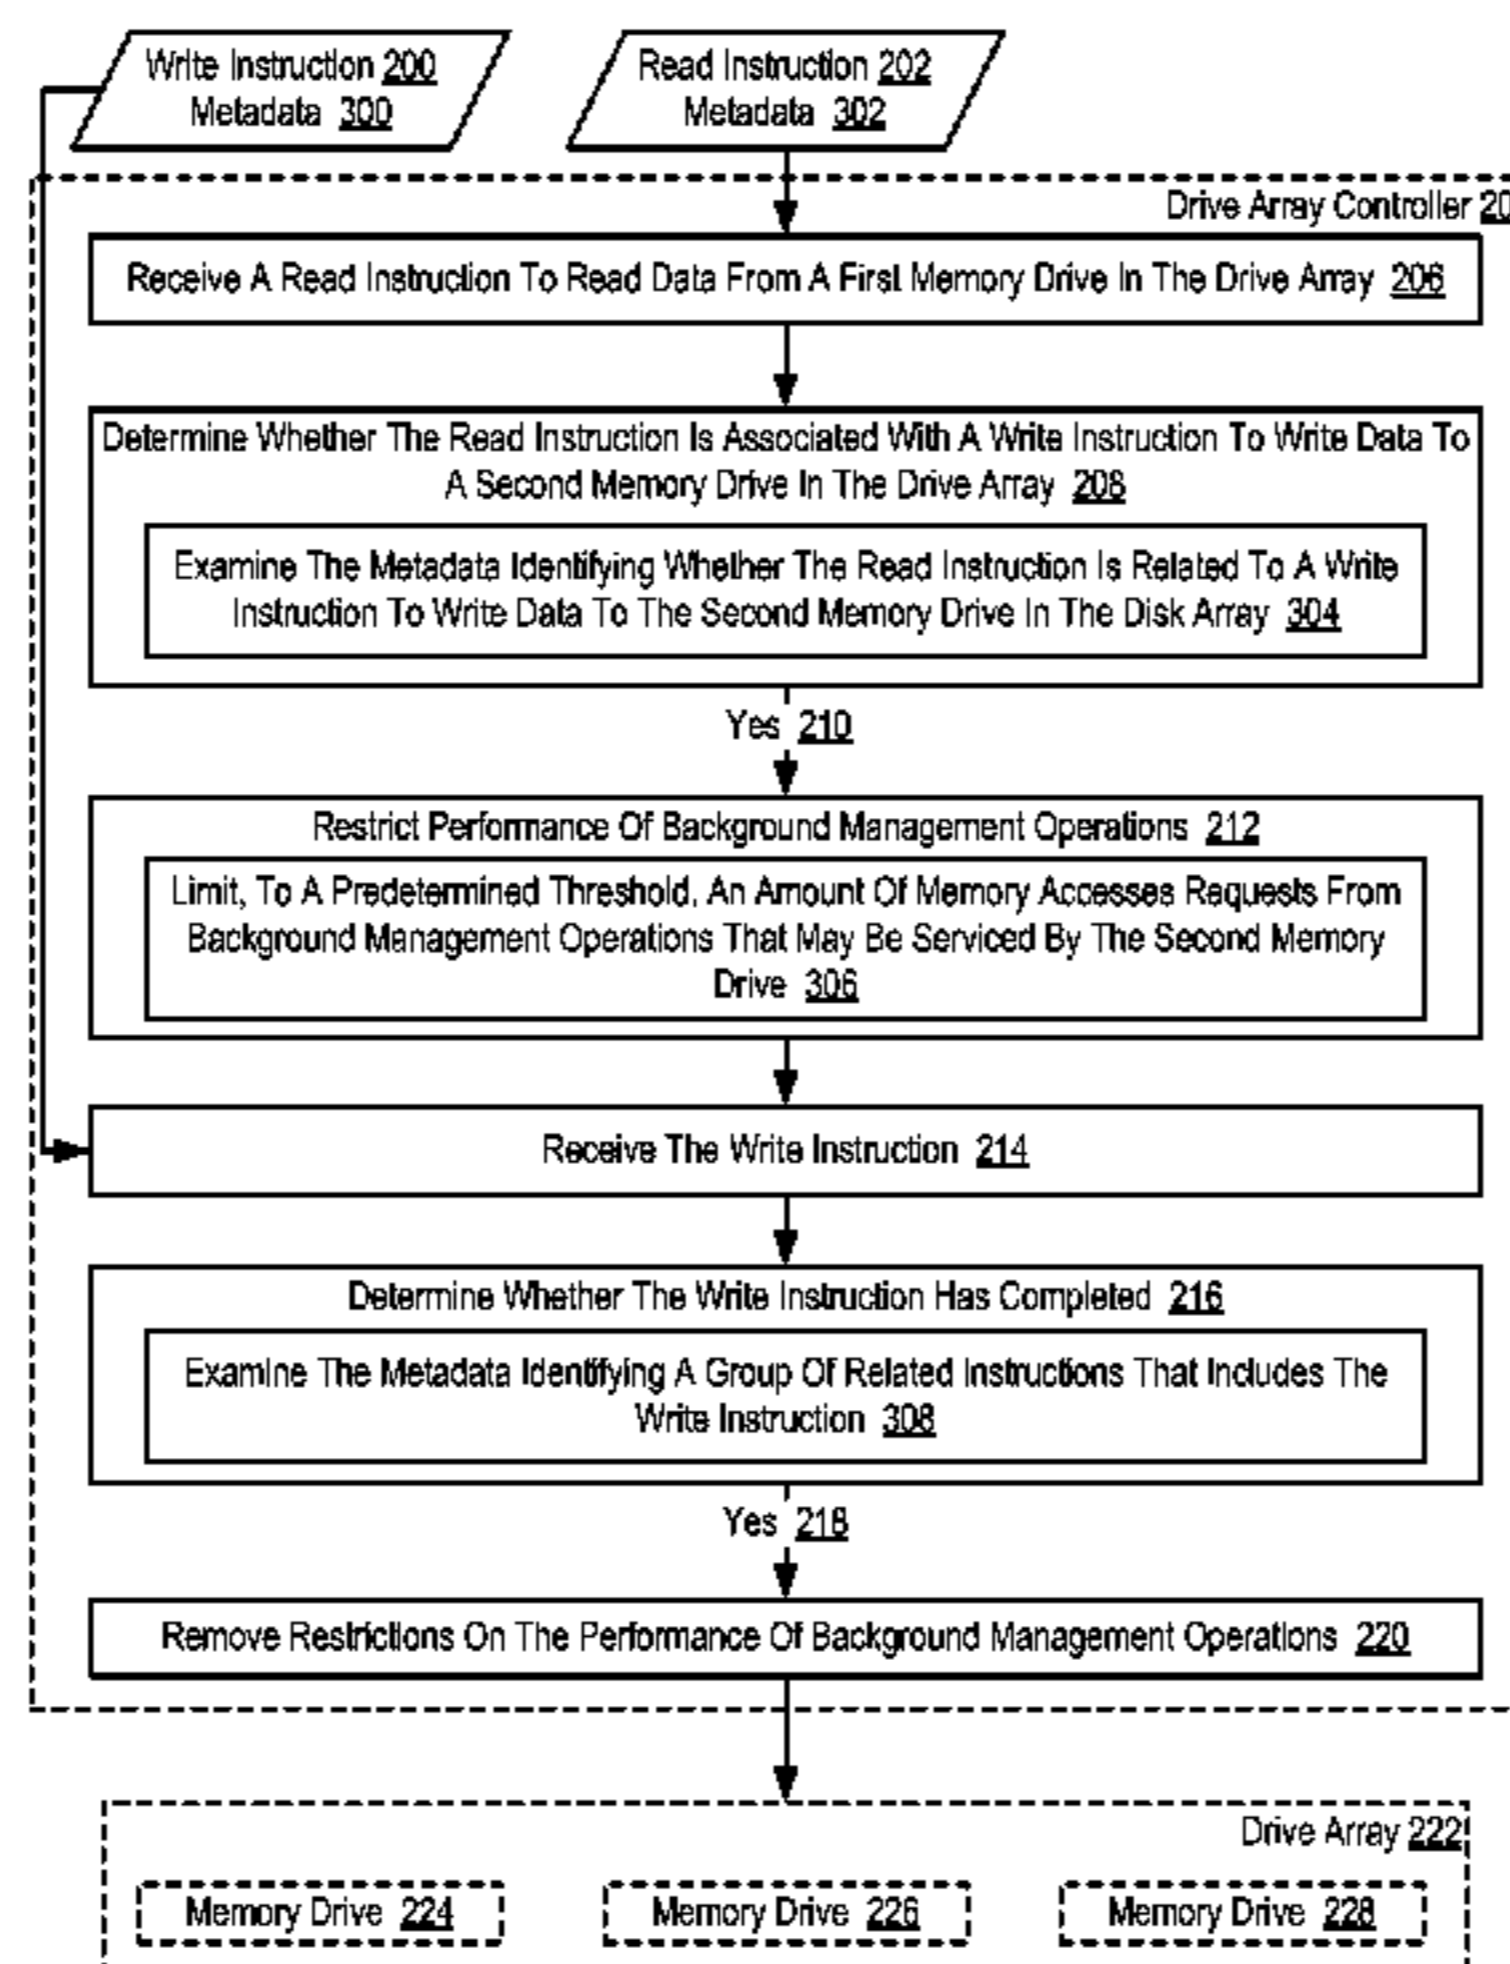 Write Instruction 200
Metadada 300
Read Instruction 202
Metadada 302
Drive Array Controller 20
Receive A Read Instruction To Read Data From A First Memory Drive In The Drive Array 206
Determine Whether The Read Instruction Is Associated With A Write Instruction To Write Data To
A Second Memory Drive In The Drive Array 208
Examine The Metadada Identifying Whether The Read Instruction Is Related To A Write
Instruction To Write Data To The Second Memory Drive In The Disk Array 304
Yes 210
Restrict Performance Of Background Management Operations 212
Limit, To A Predetermined Threshold, An Amount Of Memory Accesses Requests From
Background Management Operations That May Be Serviced By The Second Memory
Drive 306
Receive The Write Instruction 214
Determine Whether The Write Instruction Has Completed 216
Examine The Metadada Identifying A Group Of Related Instructions That Includes The
Write Instruction 308
Yes 218
Remove Restrictions On The Performance Of Background Management Operations 220
Drive Array 222
Memory Drive 224
Memory Drive 226
Memory Drive 228